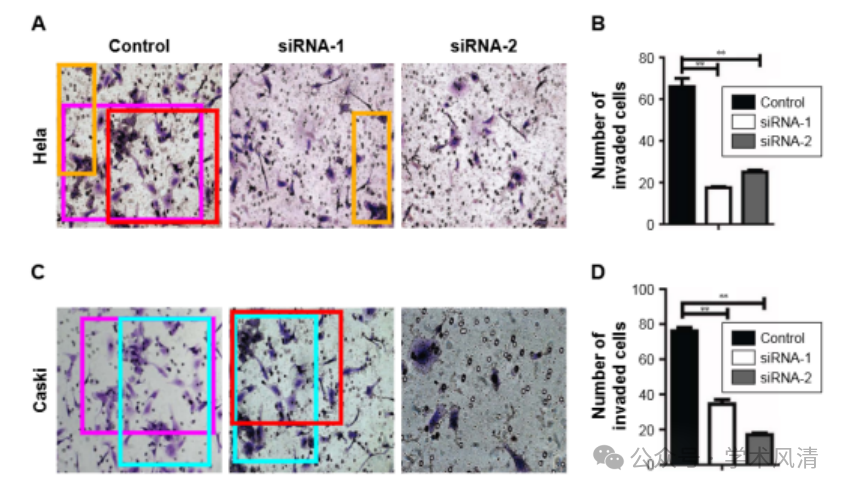 A
Control
siRNA-1
siRNA-2
Hela
B
Number of
invaded cells
80
60
40
20
0
**
**
Control
siRNA-1
siRNA-2
C
Caski
D
Number of
invaded cells
100
80
60
40
20
0
**
**
Control
siRNA-1
siRNA-2
公众号 · 学术风清